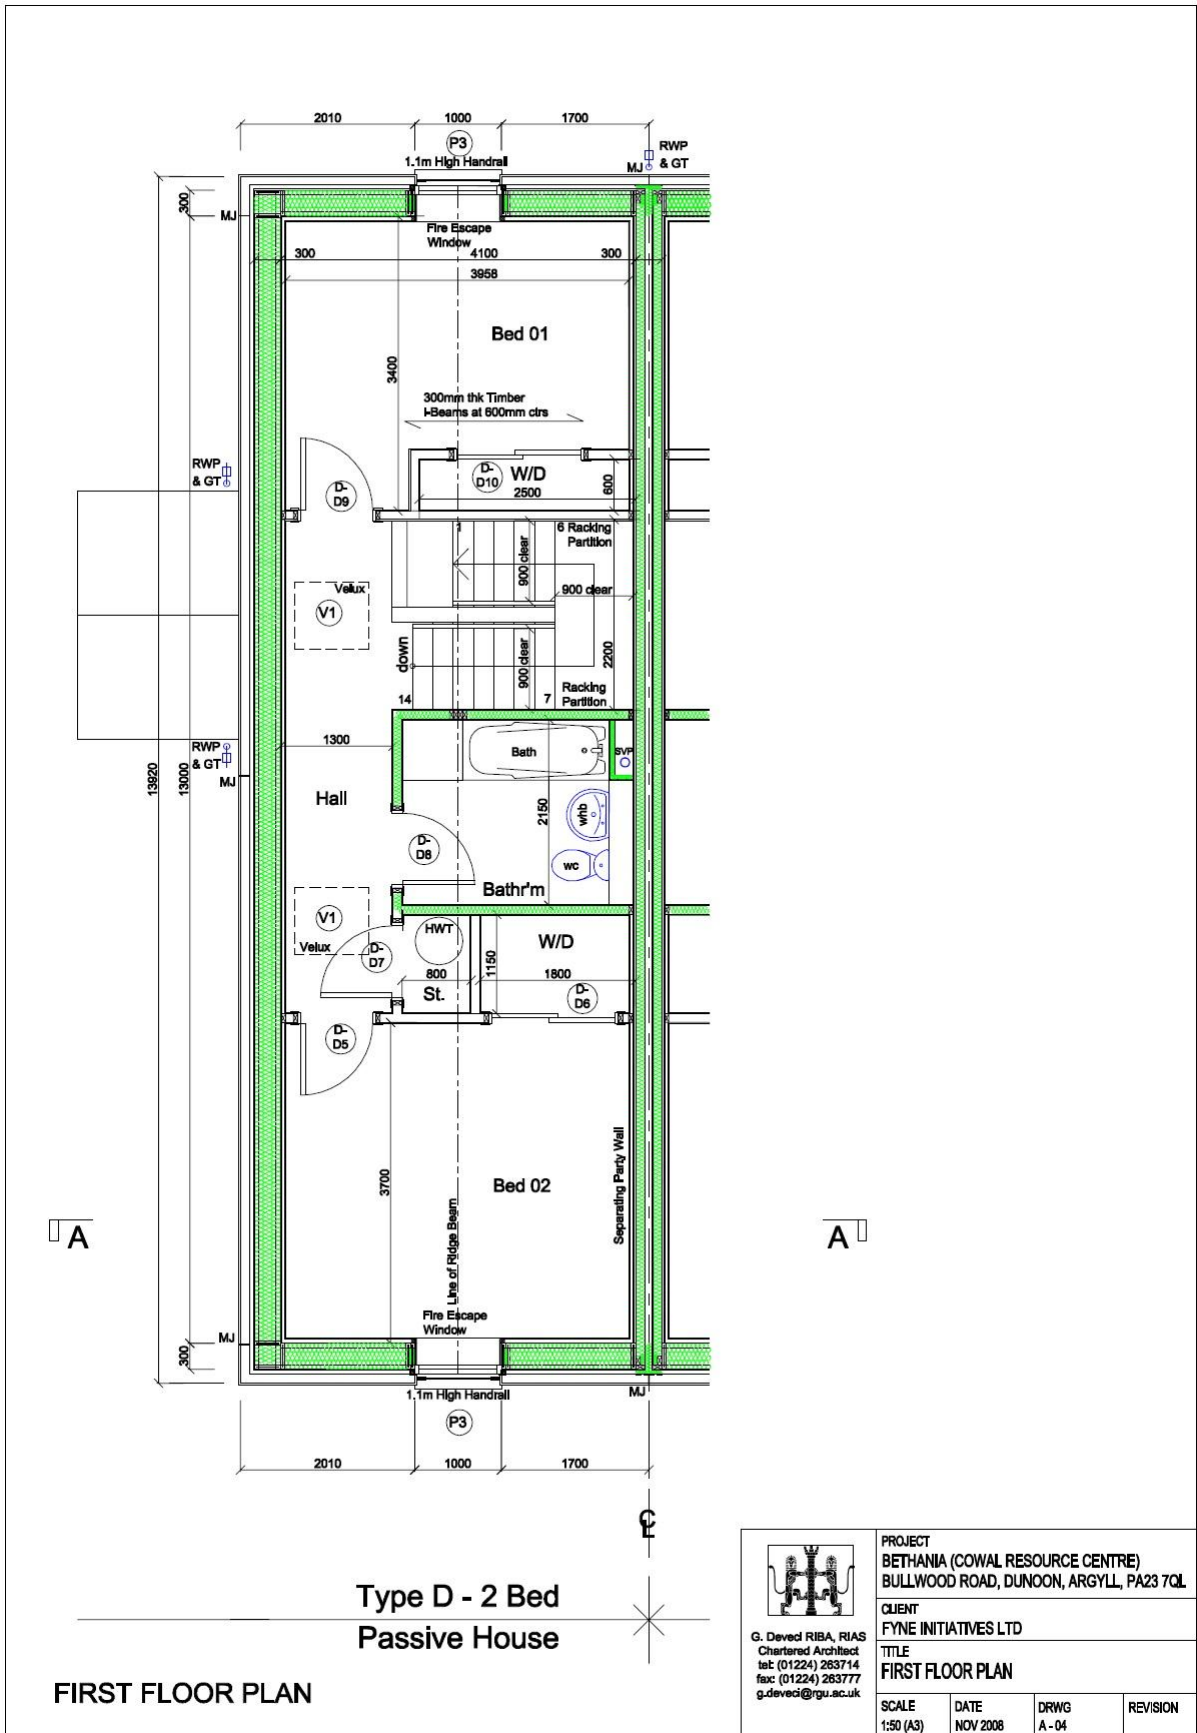 2010 1000 1700
P3
1.1m High Handrail
RWP
& GT
MJ
300
MJ
Fire Escape
Window
300 4100 300
3958
Bed 01
3400
300mm thk Timber
I-Beams at 600mm ctrs
RWP
& GT
D-
D9
D-
D10
W/D
2500
600
6 Racking
Partition
900 clear
900 clear
Velux
V1
down
900 clear
2200
14
7
Racking
Partition
1300
RWP
& GT
MJ
13920
13000
Bath
SVP
Hall
2150
whb
D-
D8
wc
Bathr'm
V1
Velux
HWT
D-
D7
W/D
800
1150
1800
St.
D-
D6
D-
D5
3700
Bed 02
Separating Party Wall
Line of Ridge Beam
A
A
Fire Escape
Window
MJ
300
1.1m High Handrail
MJ
P3
2010 1000 1700
CL
Type D - 2 Bed
Passive House
FIRST FLOOR PLAN
G. Deveci RIBA, RIAS
Chartered Architect
tel: (01224) 263714
fax: (01224) 263777
g.deveci@rgu.ac.uk
PROJECT
BETHANIA (COWAL RESOURCE CENTRE)
BULLWOOD ROAD, DUNOON, ARGYLL, PA23 7QL
CLIENT
FYNE INITIATIVES LTD
TITLE
FIRST FLOOR PLAN
SCALE DATE DRWG REVISION
1:50 (A3) NOV 2008 A - 04